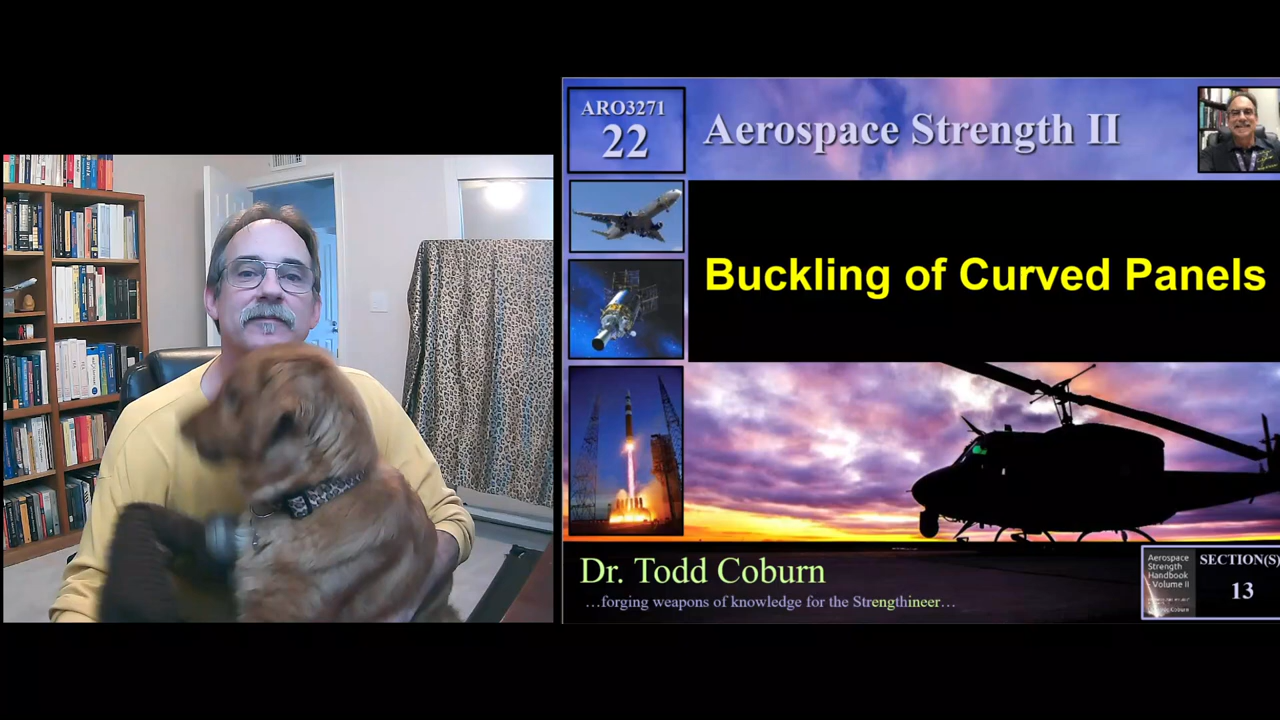 ARO3271
22
Aerospace Strength II
Buckling of Curved Panels
Dr. Todd Coburn
...forging weapons of knowledge for the Strengthineer...
Aerospace
Strength
Handbook
Volume II
SECTION(S)
13